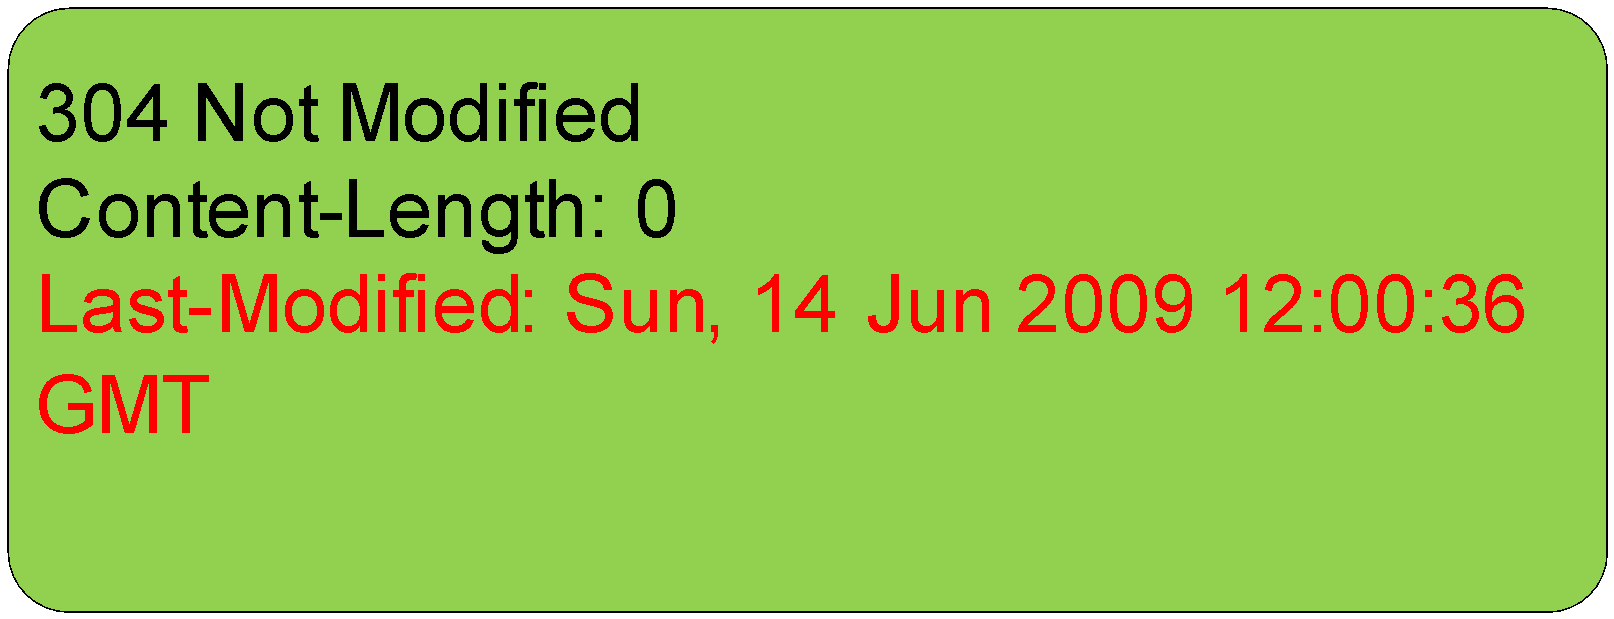 304 Not Modified
Content-Length: 0
Last-Modified: Sun, 14 Jun 2009 12:00:36
GMT